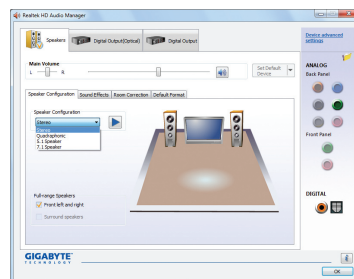 Realtek HD Audio Manager
Speakers
Digital Output(Optical)
Digital Output
Device advanced settings
Main Volume
L
R
Set Default Device
ANALOG
Back Panel
Speaker Configuration
Sound Effects
Room Correction
Default Format
Speaker Configuration
Stereo
Stereo
Quadraphonic
5.1 Speaker
7.1 Speaker
Front Panel
Full-range Speakers
Front left and right
Surround speakers
DIGITAL
GIGABYTE
TECHNOLOGY
i
OK